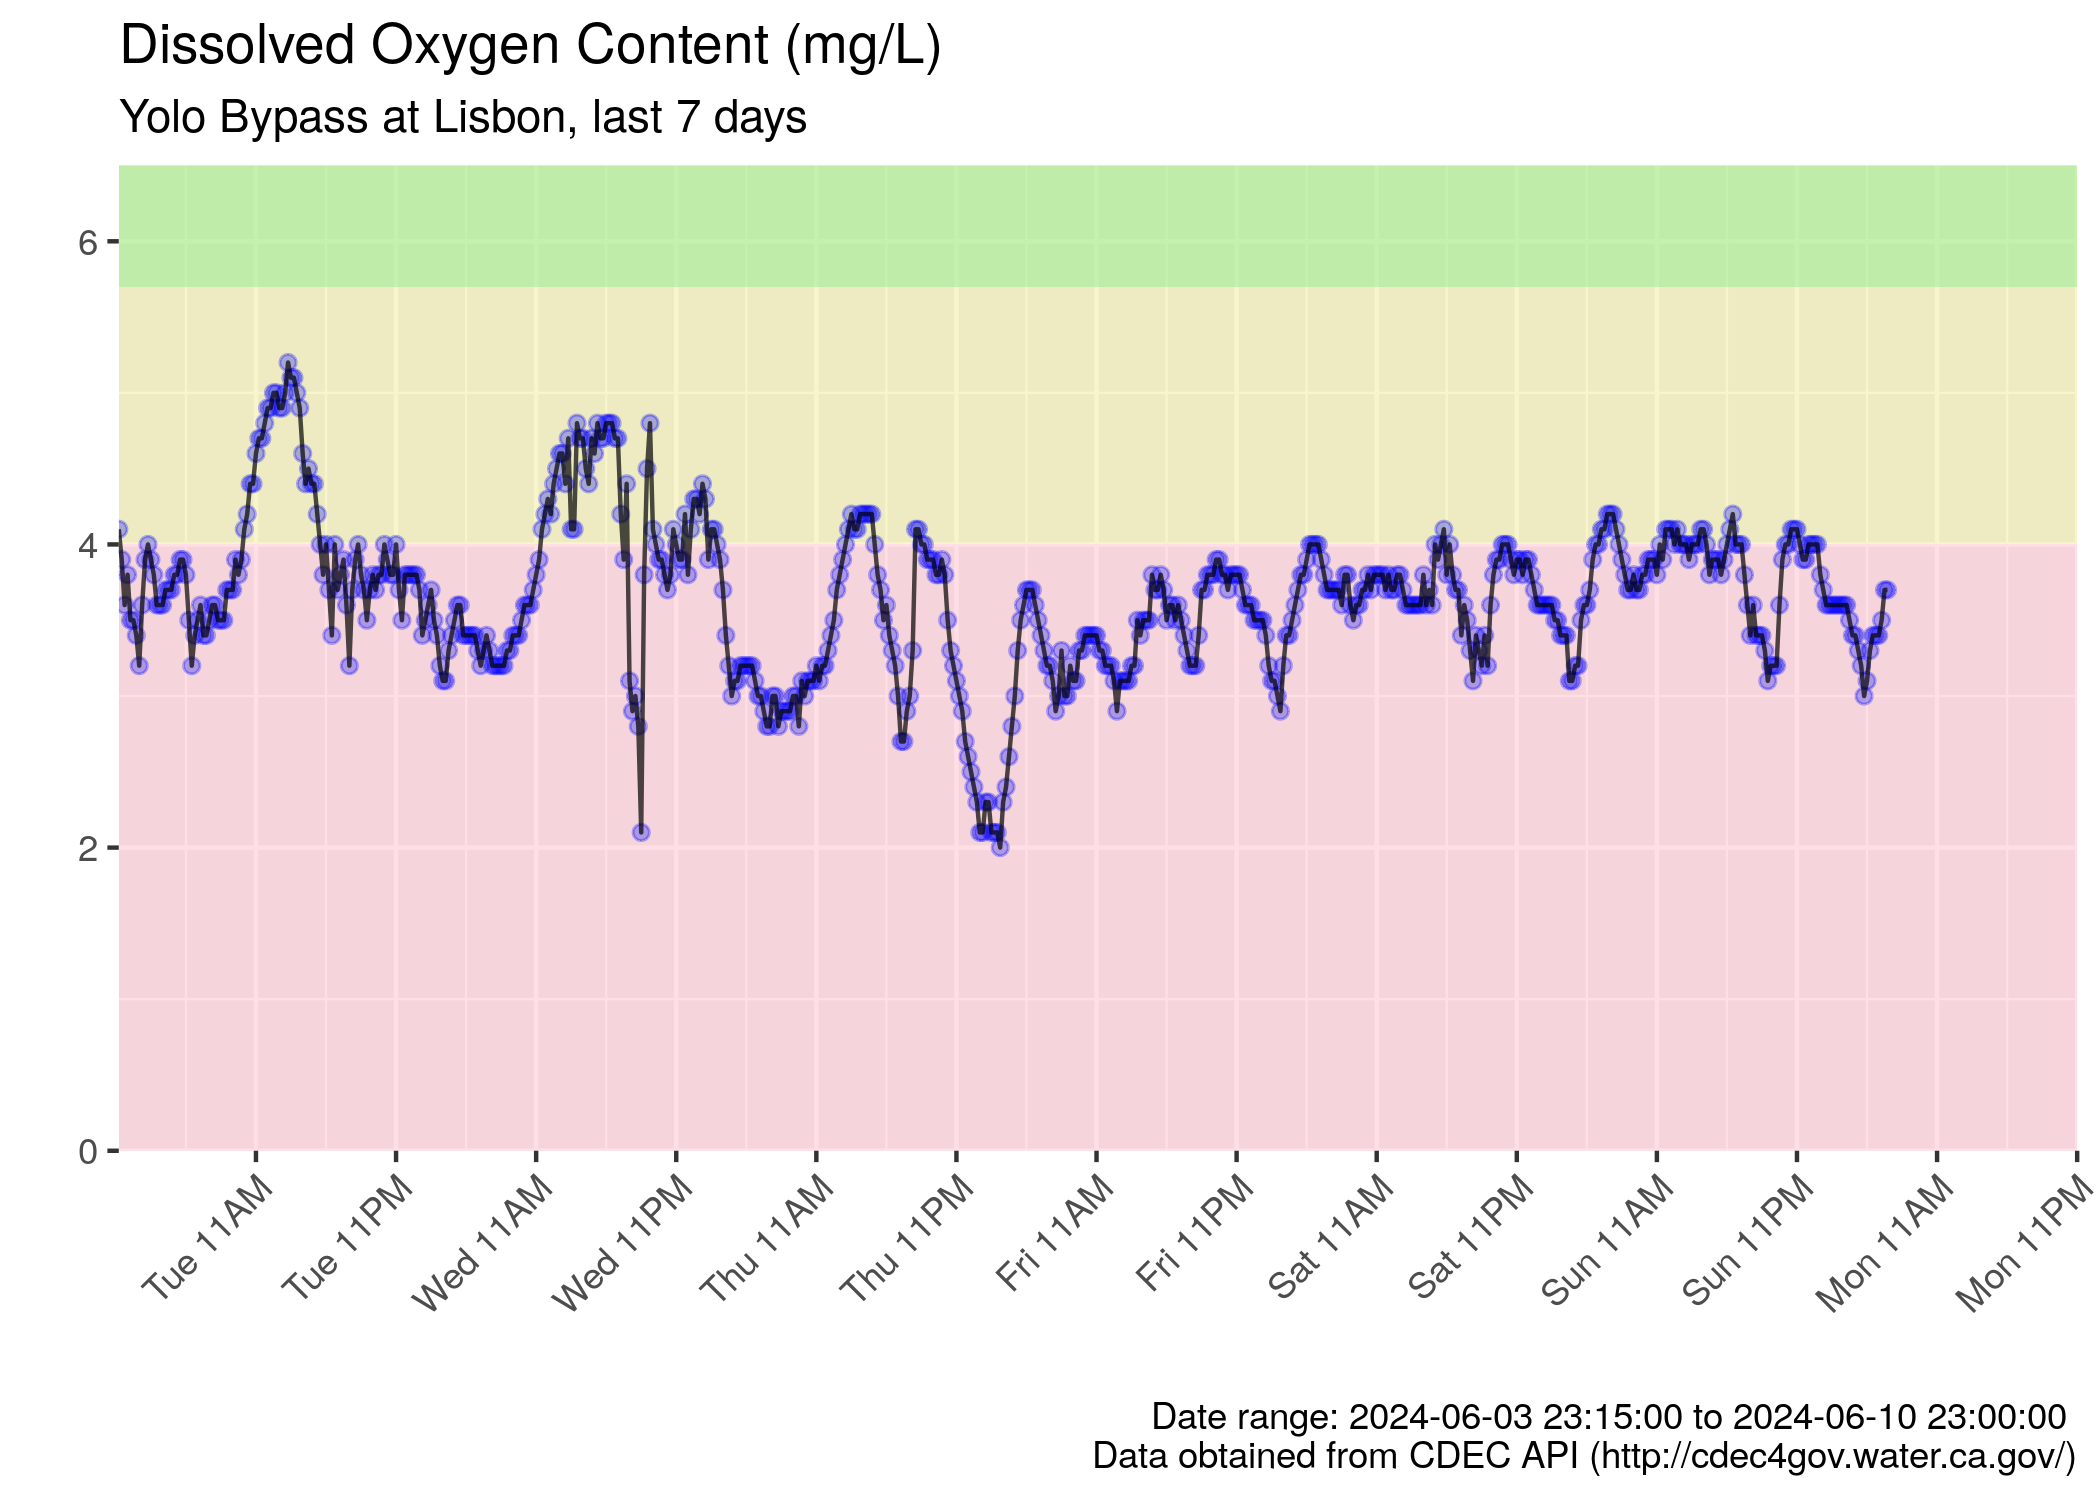 Dissolved Oxygen Content (mg/L)
Yolo Bypass at Lisbon, last 7 days
6
4
2
0
Tue 11AM
Tue 11PM
Wed 11AM
Wed 11PM
Thu 11AM
Thu 11PM
Fri 11AM
Fri 11PM
Sat 11AM
Sat 11PM
Sun 11AM
Sun 11PM
Mon 11AM
Mon 11PM
Date range: 2024-06-03 23:15:00 to 2024-06-10 23:00:00
Data obtained from CDEC API (http://cdec4gov.water.ca.gov/)